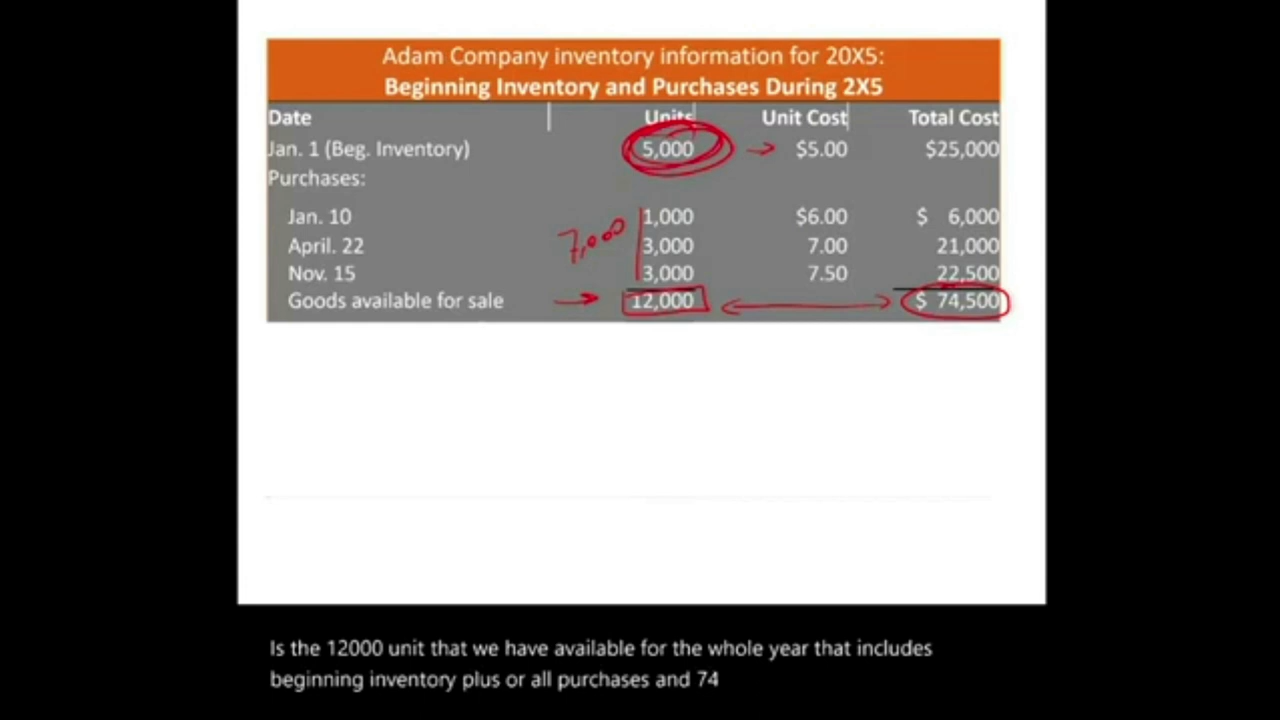 Adam Company inventory information for 20X5:
Beginning Inventory and Purchases During 2X5
Date Units Unit Cost Total Cost
Jan. 1 (Beg. Inventory) 5,000 $5.00 $25,000
Purchases:
Jan. 10 1,000 $6.00 $ 6,000
7,000
April. 22 3,000 7.00 21,000
Nov. 15 3,000 7.50 22,500
Goods available for sale 12,000 $ 74,500
Is the 12000 unit that we have available for the whole year that includes
beginning inventory plus or all purchases and 74